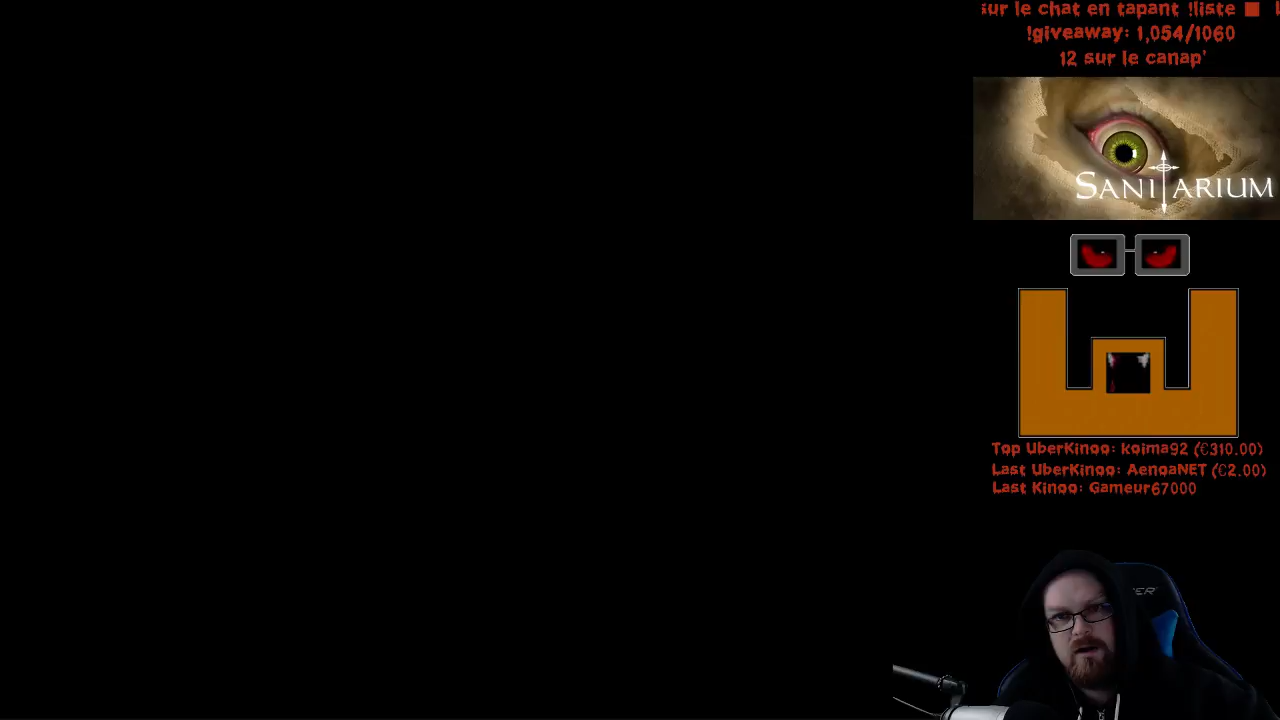 sur le chat en tapant !liste
!giveaway: 1,054/1060
12 sur le canap'
SANITARIUM
Top UberKinoo: koima92 (€310.00)
Last UberKinoo: AenoaNET (€2.00)
Last Kinoo: Gameur67000